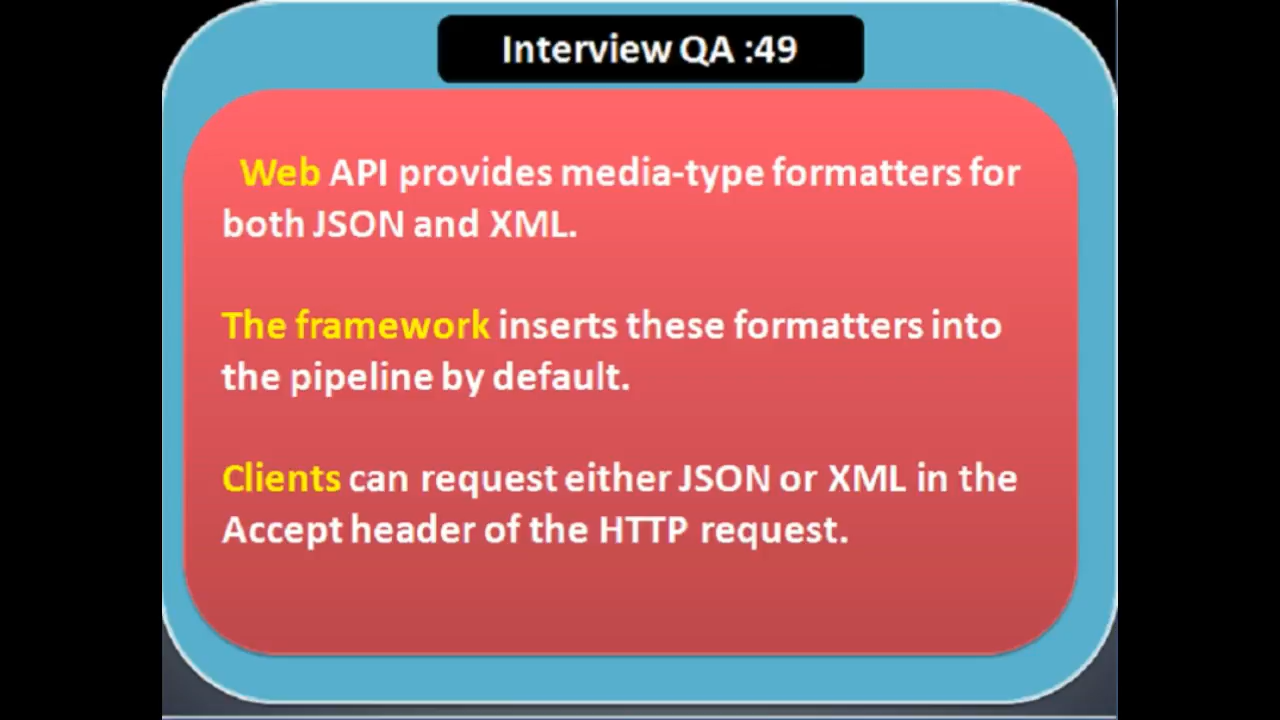 Interview QA :49
Web API provides media-type formatters for
both JSON and XML.
The framework inserts these formatters into
the pipeline by default.
Clients can request either JSON or XML in the
Accept header of the HTTP request.